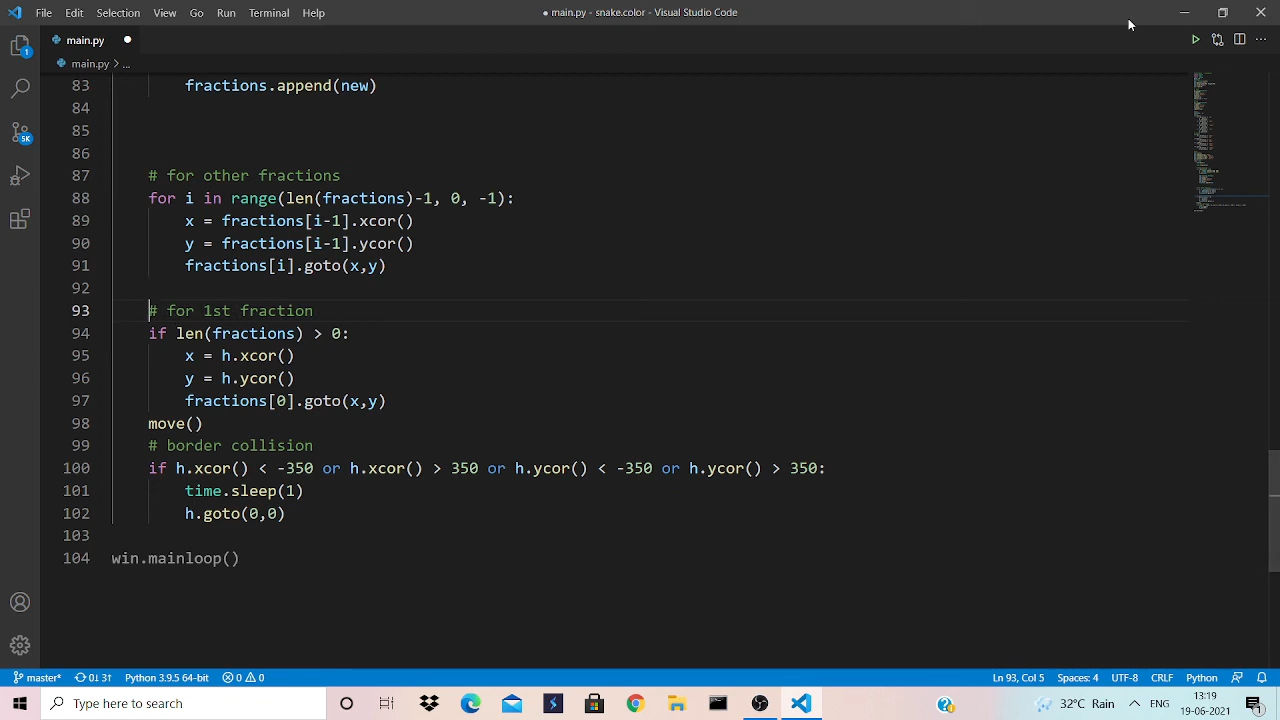 File Edit Selection View Go Run Terminal Help
● main.py - snake.color - Visual Studio Code
main.py
main.py > ...
83 fractions.append(new)
84
85
86
87 # for other fractions
88 for i in range(len(fractions)-1, 0, -1):
89 x = fractions[i-1].xcor()
90 y = fractions[i-1].ycor()
91 fractions[i].goto(x,y)
92
93 # for 1st fraction
94 if len(fractions) > 0:
95 x = h.xcor()
96 y = h.ycor()
97 fractions[0].goto(x,y)
98 move()
99 # border collision
100 if h.xcor() < -350 or h.xcor() > 350 or h.ycor() < -350 or h.ycor() > 350:
101 time.sleep(1)
102 h.goto(0,0)
103
104 win.mainloop()
1
5K
master* 0↓ 3↑ Python 3.9.5 64-bit 0 0 Ln 93, Col 5 Spaces: 4 UTF-8 CRLF Python
Type here to search
32°C Rain ENG
13:19
19-06-2021
1